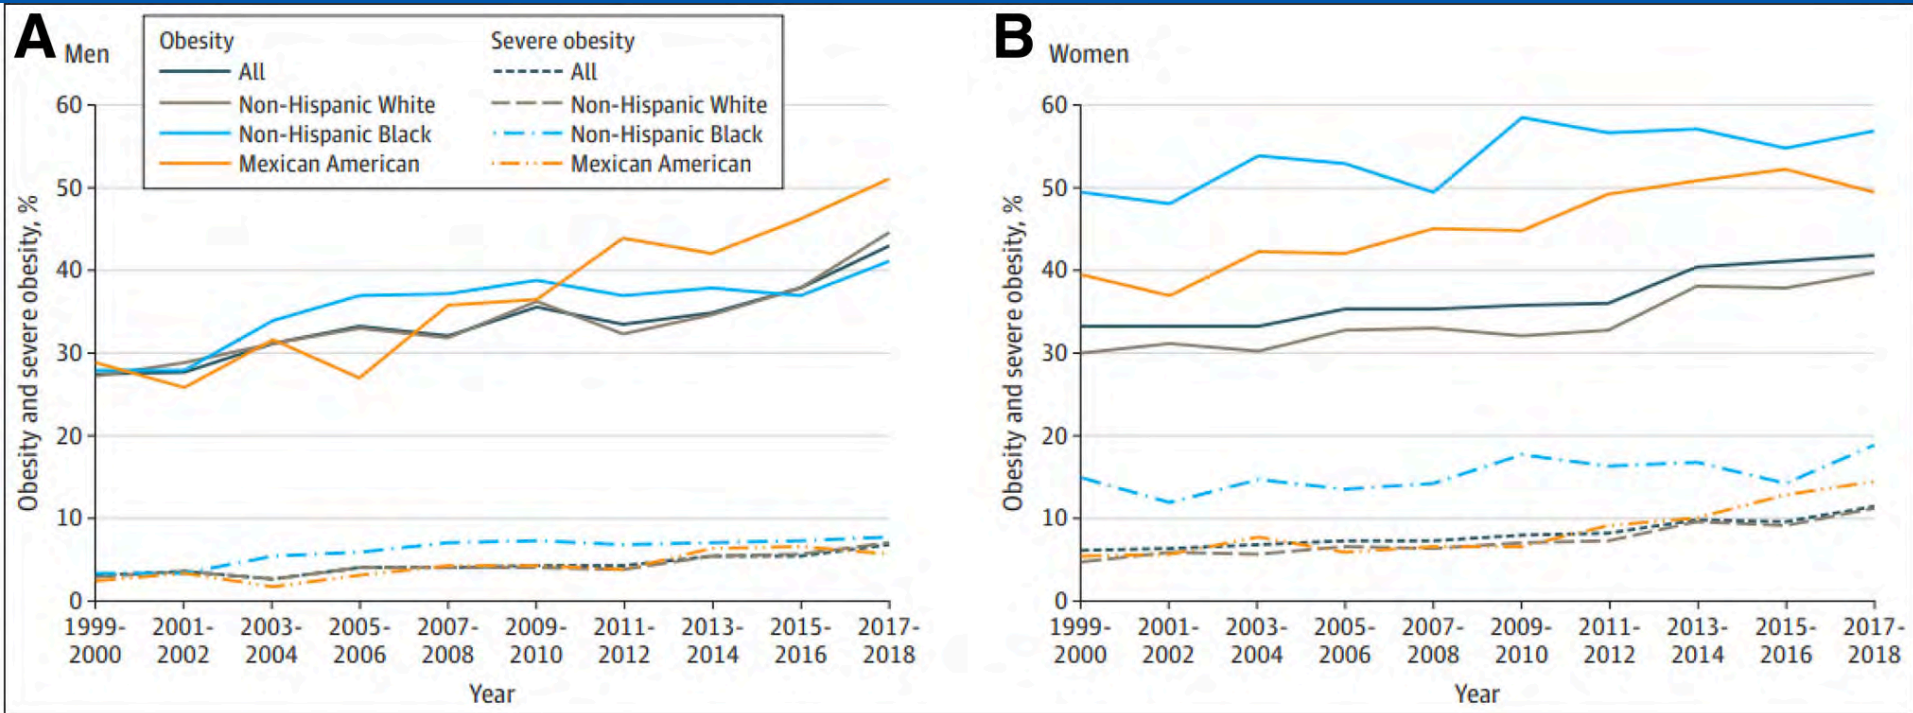 A Men
Obesity Severe obesity
All All
Non-Hispanic White Non-Hispanic White
Non-Hispanic Black Non-Hispanic Black
Mexican American Mexican American
Obesity and severe obesity, %
60
50
40
30
20
10
0
1999- 2001- 2003- 2005- 2007- 2009- 2011- 2013- 2015- 2017-
2000 2002 2004 2006 2008 2010 2012 2014 2016 2018
Year
B Women
Obesity and severe obesity, %
60
50
40
30
20
10
0
1999- 2001- 2003- 2005- 2007- 2009- 2011- 2013- 2015- 2017-
2000 2002 2004 2006 2008 2010 2012 2014 2016 2018
Year